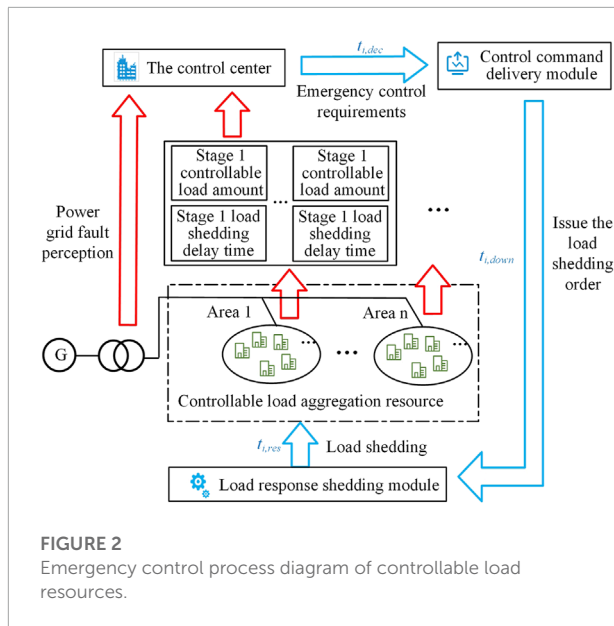 t_i,dec
The control center
Control command
delivery module
Emergency control
requirements
Stage 1
controllable
load amount
...
Stage 1
controllable
load amount
Stage 1 load
shedding
delay time
Stage 1 load
shedding
delay time
...
Power
grid fault
perception
Issue the
load
shedding
order
t_i,down
Area 1
Area n
G
...
...
...
Controllable load aggregation resource
t_i,res
Load shedding
Load response shedding module
FIGURE 2
Emergency control process diagram of controllable load
resources.